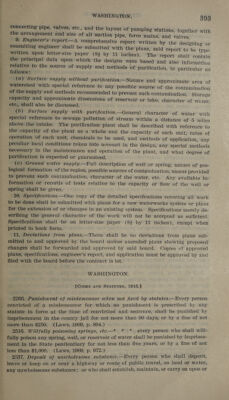 WASHINGTON. 393
connecting pipe, valves, etc., and the layout of pumping stations, together with
the arrangement and size of all suction pipe, force mains, and valves.
9. Engineer's report.—A comprehensive report written by the designing or
consulting engineer shall be submitted with the plans, said report to be type-
written upon letter-size paper (8½ by 11 inches). The report shall contain
the principal data upon which the designs were based and also information
relative to the source of supply and methods of purification, in particular as
follows:
(a) Surface supply without purification.—Nature and approximate area of
watershed with special reference to any possible source of the contamination
of the supply and methods recommended to prevent such contamination. Storage
capacity and approximate dimensions of reservoir or lake, character of water,
etc., shall also be discussed.
(b) Surface supply with purification.—General character of water with
special reference to sewage pollution of stream within a distance of 5 miles
above the intake. The purification plant shall be described with reference to
the capacity of the plant as a whole and the capacity of each unit, rates of
operation of each unit, chemicals to be used, and methods of application, any
peculiar local conditions taken into account in the design, any special methods
necessary in the maintenance and operation of the plant, and what degree of
purification is expected or guaranteed.
(c) Ground water supply.—Full description of well or spring, nature of geo-
logical formation of the region, possible sources of contamination, means provided
to prevent such contamination, character of the water, etc. Any available in-
formation or records of tests relative to the capacity or flow of the well or
spring shall be given.
10. Specifications.—One copy of the detailed specifications covering all work
to be done shall be submitted with plans for a new waterworks system or plans
for the extension of or changes in an existing system. Specifications merely de-
scribing the general character of the work will not be accepted as sufficient.
Specifications shall be on letter-size paper (8½ by 11 inches), except when
printed in book form.
11. Deviations from plans.—There shall be no deviations from plans sub-
mitted to and approved by the board unless amended plans showing proposed
changes shall be forwarded and approved by said board. Copies of approved
plans, specifications, engineer's report, and application must be approved by and
filed with the board before the contract is let.
WASHINGTON.
[CODES AND STATUTES, 1915.]
2265. Punishment of misdemeanor when not fixed by statute.—Every person
convicted of a misdemeanor for which no punishment is prescribed by any
statute in force at the time of conviction and sentence, shall be punished by
imprisonment in the county jail for not more than 90 days, or by a fine of not
more than $250. (Laws, 1909, p. 894.)
2516. Willfully poisoning springs, etc.—* * * , every person who shall will-
fully poison any spring, well, or reservoir of water shall be punished by imprison-
ment in the State penitentiary for not less than five years, or by a fine of not
less than $1,000. (Laws, 1909, p. 972.)
2537. Deposit of unwholesome substance.—Every person who shall deposit,
leave or keep on or near a highway or route of public travel, on land or water,
any unwholesome substance; or who shall establish, maintain, or carry on upon or